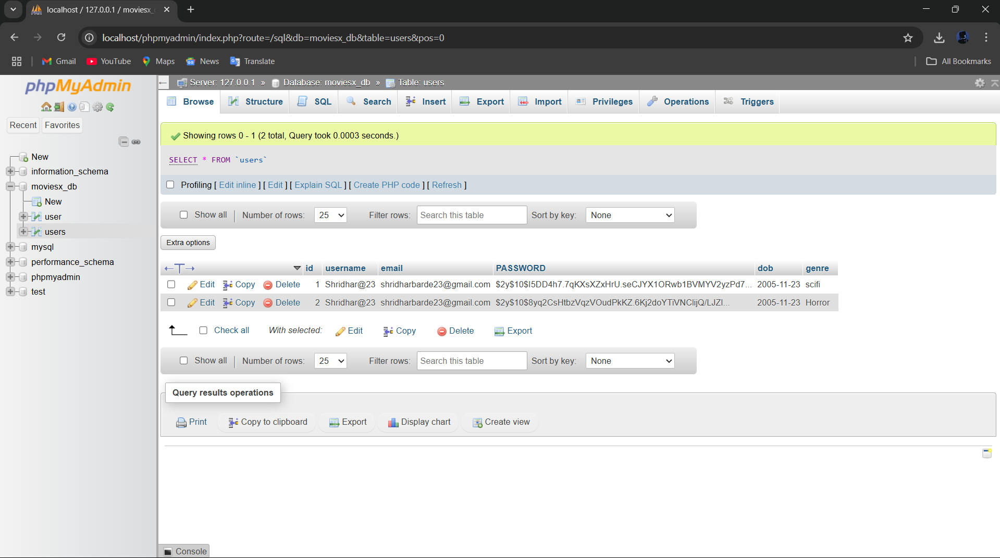 localhost / 127.0.0.1 / moviesx_
localhost/phpmyadmin/index.php?route=/sql&db=moviesx_db&table=users&pos=0
Gmail YouTube Maps News Translate All Bookmarks
phpMyAdmin
Recent Favorites
New
information_schema
moviesx_db
New
user
users
mysql
performance_schema
phpmyadmin
test
Server: 127.0.0.1 » Database: moviesx_db » Table: users
Browse Structure SQL Search Insert Export Import Privileges Operations Triggers
Showing rows 0 - 1 (2 total, Query took 0.0003 seconds.)
SELECT * FROM `users`
Profiling [ Edit inline ] [ Edit ] [ Explain SQL ] [ Create PHP code ] [ Refresh ]
Show all Number of rows: 25 Filter rows: Search this table Sort by key: None
Extra options
id username email PASSWORD dob genre
Edit Copy Delete 1 Shridhar@23 shridharbarde23@gmail.com $2y$10$I5DD4h7.7qKXsXZxHrU.seCJYX1ORwb1BVMYV2yzPd7... 2005-11-23 scifi
Edit Copy Delete 2 Shridhar@23 shridharbarde23@gmail.com $2y$10$8yq2CsHtbzVqzVOudPkKZ.6Kj2doYTiVNClijQ/LJZI... 2005-11-23 Horror
Check all With selected: Edit Copy Delete Export
Show all Number of rows: 25 Filter rows: Search this table Sort by key: None
Query results operations
Print Copy to clipboard Export Display chart Create view
Console